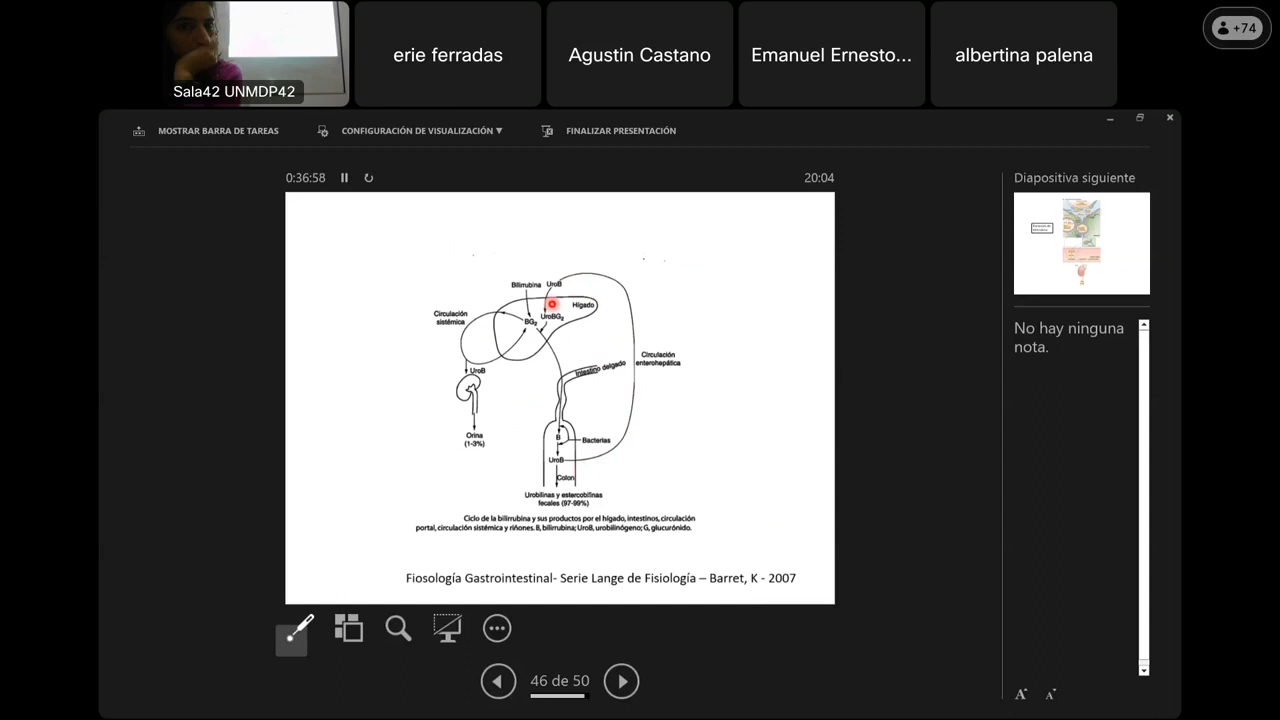 +74
Sala42 UNMDP42
erie ferradas
Agustin Castano
Emanuel Ernesto...
albertina palena
MOSTRAR BARRA DE TAREAS
CONFIGURACIÓN DE VISUALIZACIÓN ▼
FINALIZAR PRESENTACIÓN
0:36:58
20:04
Diapositiva siguiente
Bilirrubina
UroB
Hígado
Circulación
sistémica
BG2
UroBG2
Circulación
enterohepática
UroB
Intestino delgado
Orina
(1-3%)
B
Bacterias
UroB
Colon
Urobilinas y estercobilinas
fecales (97-99%)
Ciclo de la bilirrubina y sus productos por el hígado, intestinos, circulación
portal, circulación sistémica y riñones. B, bilirrubina; UroB, urobilinógeno; G, glucurónido.
Fiosología Gastrointestinal- Serie Lange de Fisiología – Barret, K - 2007
No hay ninguna
nota.
46 de 50
A
A